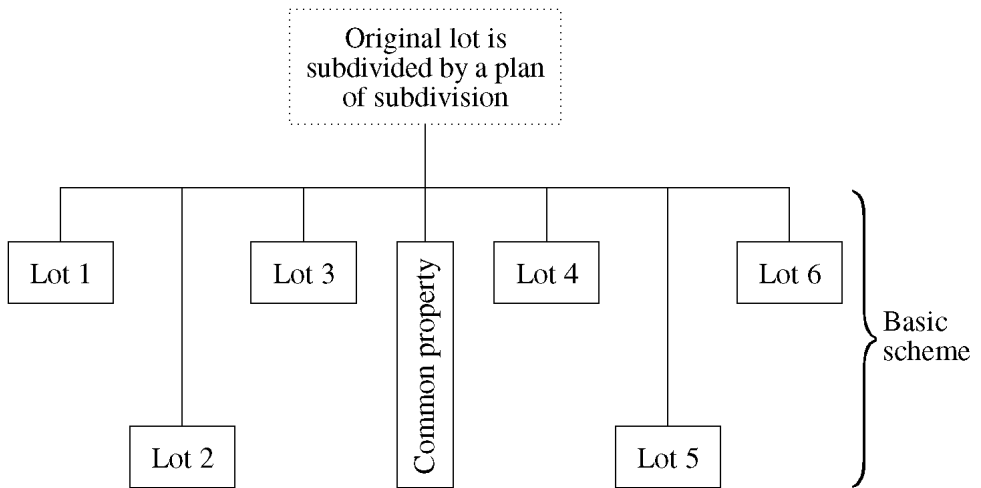 Original lot is
subdivided by a plan
of subdivision
Lot 1
Lot 3
Common property
Lot 4
Lot 6
Basic
scheme
Lot 2
Lot 5